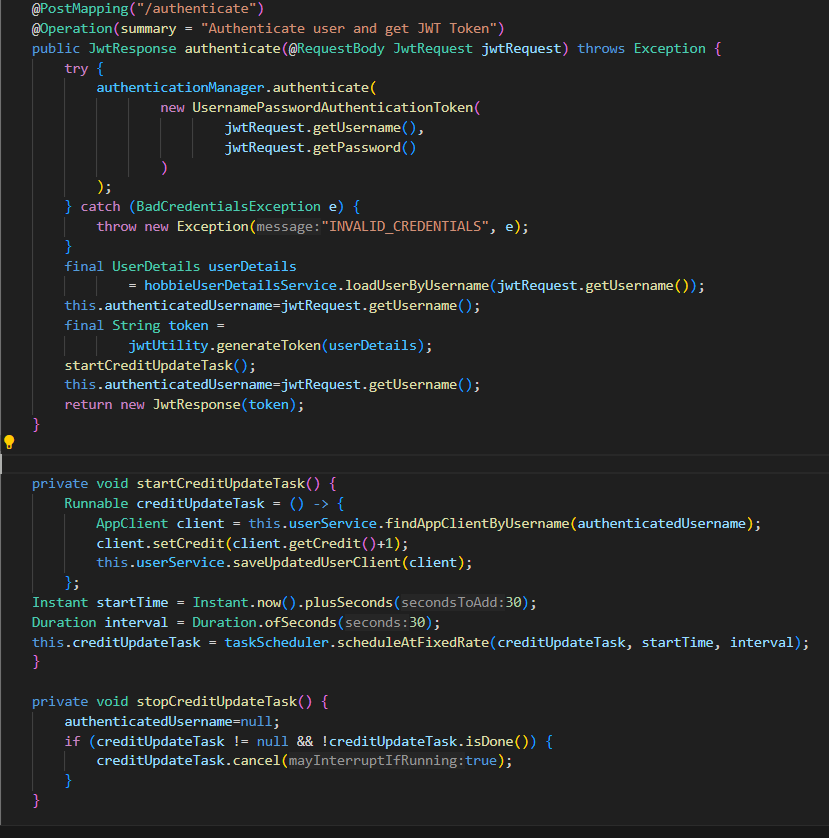 @PostMapping("/authenticate")
@Operation(summary = "Authenticate user and get JWT Token")
public JwtResponse authenticate(@RequestBody JwtRequest jwtRequest) throws Exception {
try {
authenticationManager.authenticate(
new UsernamePasswordAuthenticationToken(
jwtRequest.getUsername(),
jwtRequest.getPassword()
)
);
} catch (BadCredentialsException e) {
throw new Exception(message:"INVALID_CREDENTIALS", e);
}
final UserDetails userDetails
= hobbieUserDetailsService.loadUserByUsername(jwtRequest.getUsername());
this.authenticatedUsername=jwtRequest.getUsername();
final String token =
jwtUtility.generateToken(userDetails);
startCreditUpdateTask();
this.authenticatedUsername=jwtRequest.getUsername();
return new JwtResponse(token);
}
private void startCreditUpdateTask() {
Runnable creditUpdateTask = () -> {
AppClient client = this.userService.findAppClientByUsername(authenticatedUsername);
client.setCredit(client.getCredit()+1);
this.userService.saveUpdatedUserClient(client);
};
Instant startTime = Instant.now().plusSeconds(secondsToAdd:30);
Duration interval = Duration.ofSeconds(seconds:30);
this.creditUpdateTask = taskScheduler.scheduleAtFixedRate(creditUpdateTask, startTime, interval);
}
private void stopCreditUpdateTask() {
authenticatedUsername=null;
if (creditUpdateTask != null && !creditUpdateTask.isDone()) {
creditUpdateTask.cancel(mayInterruptIfRunning:true);
}
}